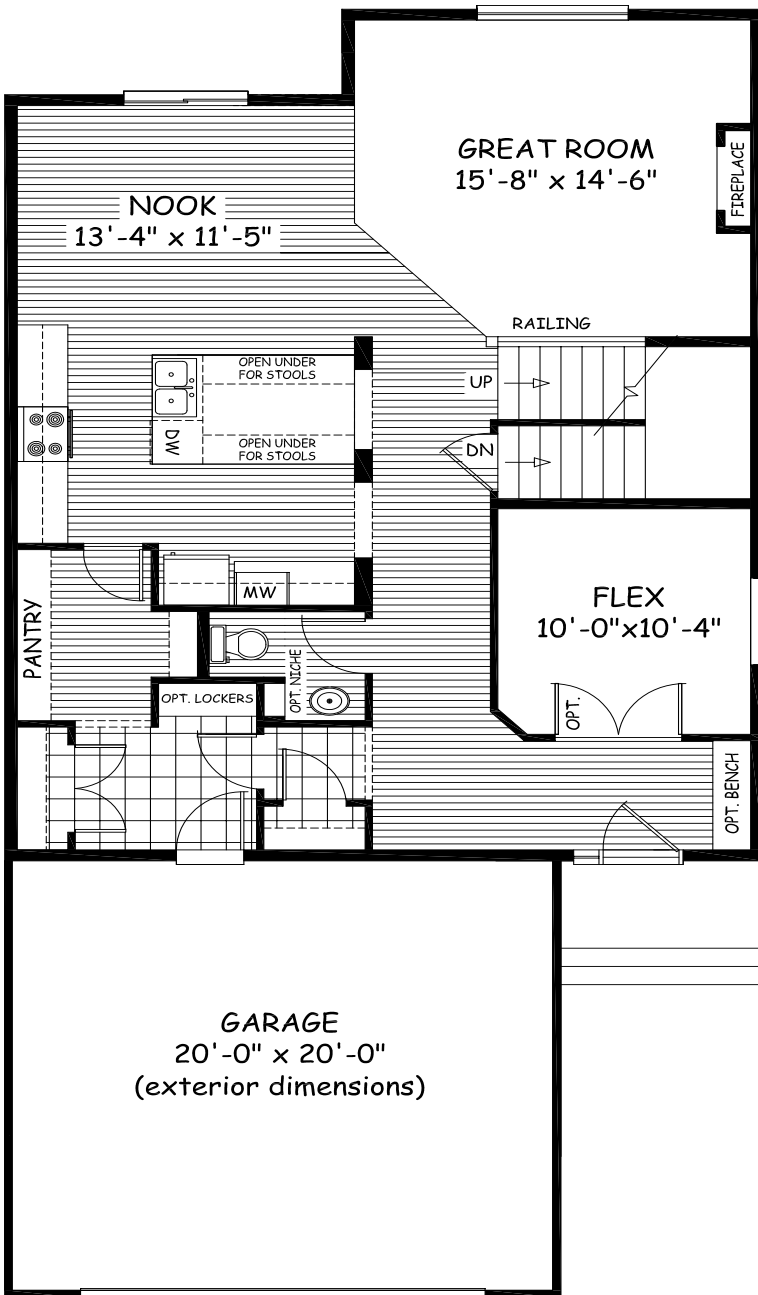 GREAT ROOM
15'-8" x 14'-6"
FIREPLACE
NOOK
13'-4" x 11'-5"
RAILING
OPEN UNDER
FOR STOOLS
UP
DW
OPEN UNDER
FOR STOOLS
DN
MW
PANTRY
FLEX
10'-0"x10'-4"
OPT. NICHE
OPT. LOCKERS
OPT.
OPT. BENCH
GARAGE
20'-0" x 20'-0"
(exterior dimensions)